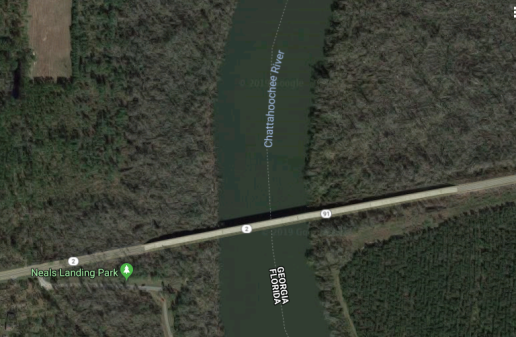 Chattahoochee River
91
2
2
Neals Landing Park
GEORGIA
FLORIDA